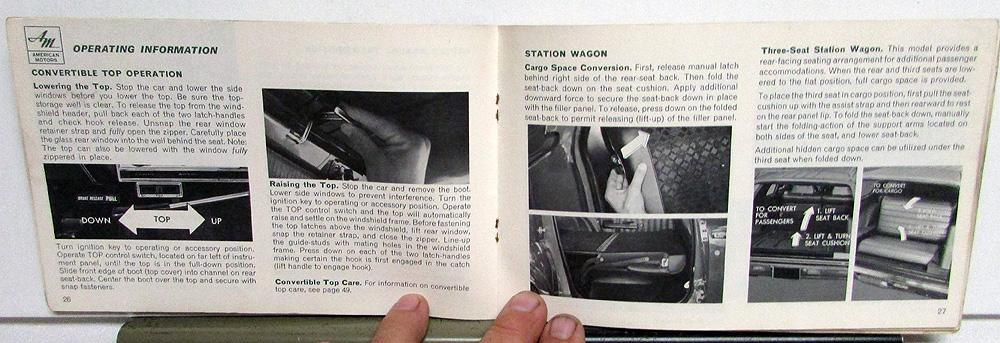 AM
AMERICAN
MOTORS
OPERATING INFORMATION
CONVERTIBLE TOP OPERATION
Lowering the Top. Stop the car and lower the side
windows before you lower the top. Be sure the top-
storage well is clear. To release the top from the wind-
shield header, pull back each of the two latch-handles
and check hook release. Unsnap the rear window
retainer strap and fully open the zipper. Carefully place
the glass rear window into the well behind the seat. Note:
The top can also be lowered with the window fully
zippered in place.
BRAKE RELEASE PULL
DOWN
TOP
UP
Turn ignition key to operating or accessory position.
Operate TOP control switch, located on far left of instru-
ment panel, until the top is in the full-down position.
Slide front edge of boot (top cover) into channel on rear
seat-back. Center the boot over the top and secure with
snap fasteners.
26
Raising the Top. Stop the car and remove the boot.
Lower side windows to prevent interference. Turn the
ignition key to operating or accessory position. Operate
the TOP control switch and the top will automatically
raise and settle on the windshield frame. Before fastening
the top latches above the windshield, lift rear window,
snap the retainer strap, and close the zipper. Line-up
the guide-studs with mating holes in the windshield
frame. Press down on each of the two latch-handles
making certain the hook is first engaged in the catch
(lift handle to engage hook).
Convertible Top Care. For information on convertible
top care, see page 49.
STATION WAGON
Cargo Space Conversion. First, release manual latch
behind right side of the rear-seat back. Then fold the
seat-back down on the seat cushion. Apply additional
downward force to secure the seat-back down in place
with the filler panel. To release, press down on the folded
seat-back to permit releasing (lift-up) of the filler panel.
Three-Seat Station Wagon. This model provides a
rear-facing seating arrangement for additional passenger
accommodations. When the rear and third seats are low-
ered to the flat position, full cargo space is provided.
To place the third seat in cargo position, first pull the seat-
cushion up with the assist strap and then rearward to rest
on the rear panel lip. To fold the seat-back down, manually
start the folding-action of the support arms located on
both sides of the seat, and lower seat-back.
Additional hidden cargo space can be utilized under the
third seat when folded down.
TO CONVERT
FOR
PASSENGERS
1. LIFT
SEAT BACK
2. LIFT & TURN
SEAT CUSHION
TO CONVERT
FOR CARGO
SEAT BACK
SEAT CUSHION
27